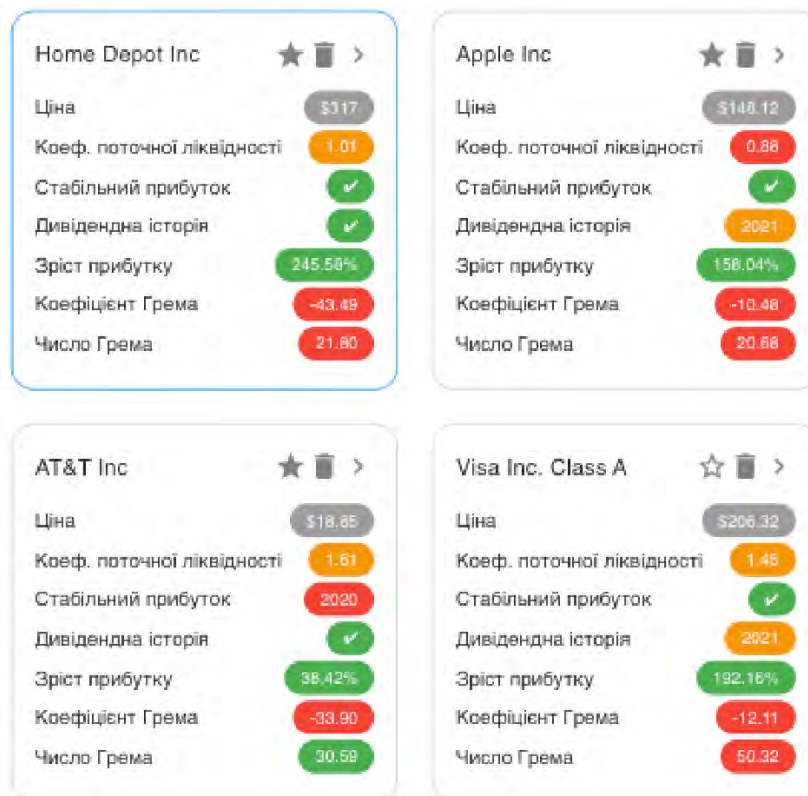 Home Depot Inc
Ціна $317
Коеф. поточної ліквідності 1.01
Стабільний прибуток ✓
Дивідендна історія ✓
Зріст прибутку 245.56%
Коефіцієнт Грема -43.49
Число Грема 21.80
Apple Inc
Ціна $148.12
Коеф. поточної ліквідності 0.88
Стабільний прибуток ✓
Дивідендна історія 2021
Зріст прибутку 158.04%
Коефіцієнт Грема -10.48
Число Грема 20.68
AT&T Inc
Ціна $18.65
Коеф. поточної ліквідності 1.61
Стабільний прибуток 2020
Дивідендна історія ✓
Зріст прибутку 38.42%
Коефіцієнт Грема -33.90
Число Грема 30.59
Visa Inc. Class A
Ціна $206.32
Коеф. поточної ліквідності 1.45
Стабільний прибуток ✓
Дивідендна історія 2021
Зріст прибутку 192.16%
Коефіцієнт Грема -12.11
Число Грема 50.32